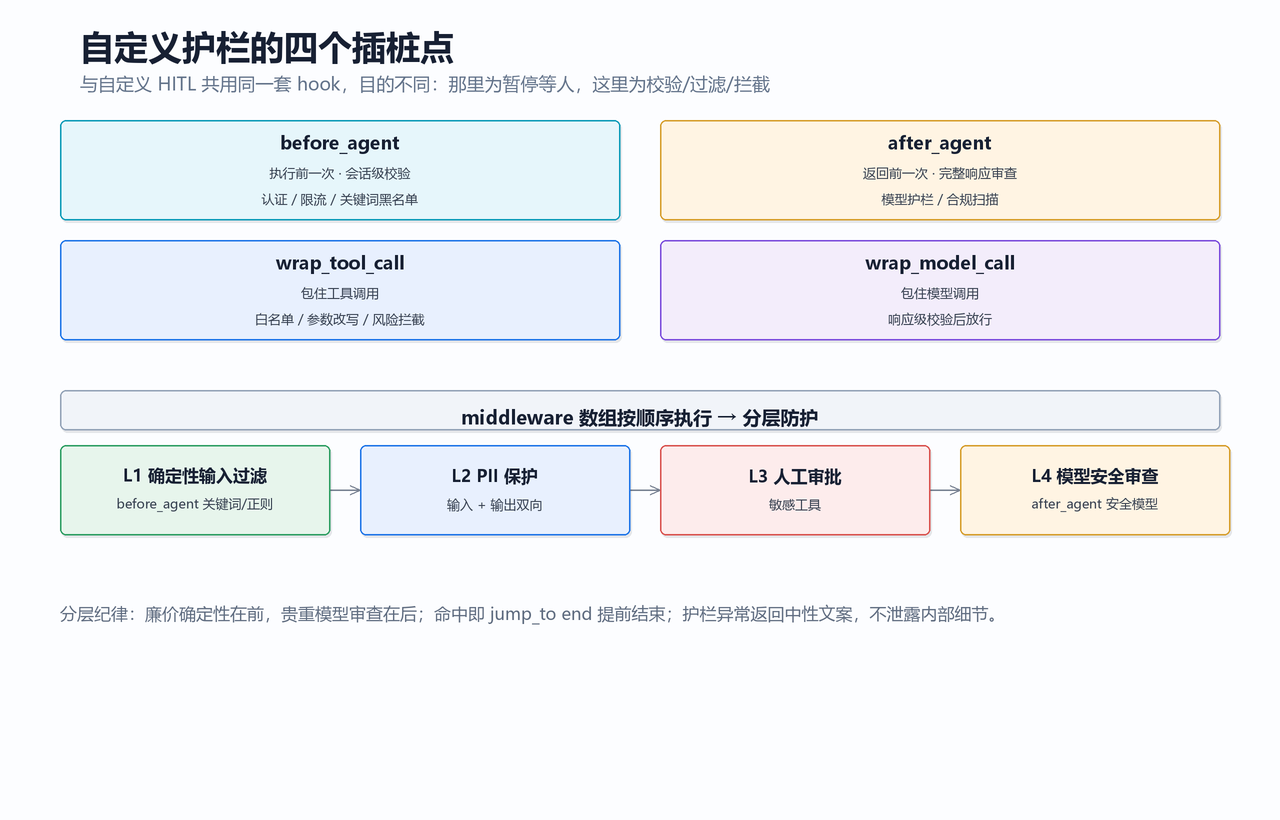 自定义护栏的四个插桩点
与自定义 HITL 共用同一套 hook，目的不同：那里为暂停等人，这里为校验/过滤/拦截
before_agent
执行前一次 · 会话级校验
认证 / 限流 / 关键词黑名单
after_agent
返回前一次 · 完整响应审查
模型护栏 / 合规扫描
wrap_tool_call
包住工具调用
白名单 / 参数改写 / 风险拦截
wrap_model_call
包住模型调用
响应级校验后放行
middleware 数组按顺序执行 → 分层防护
L1 确定性输入过滤
before_agent 关键词/正则
L2 PII 保护
输入 + 输出双向
L3 人工审批
敏感工具
L4 模型安全审查
after_agent 安全模型
分层纪律：廉价确定性在前，贵重模型审查在后；命中即 jump_to end 提前结束；护栏异常返回中性文案，不泄露内部细节。